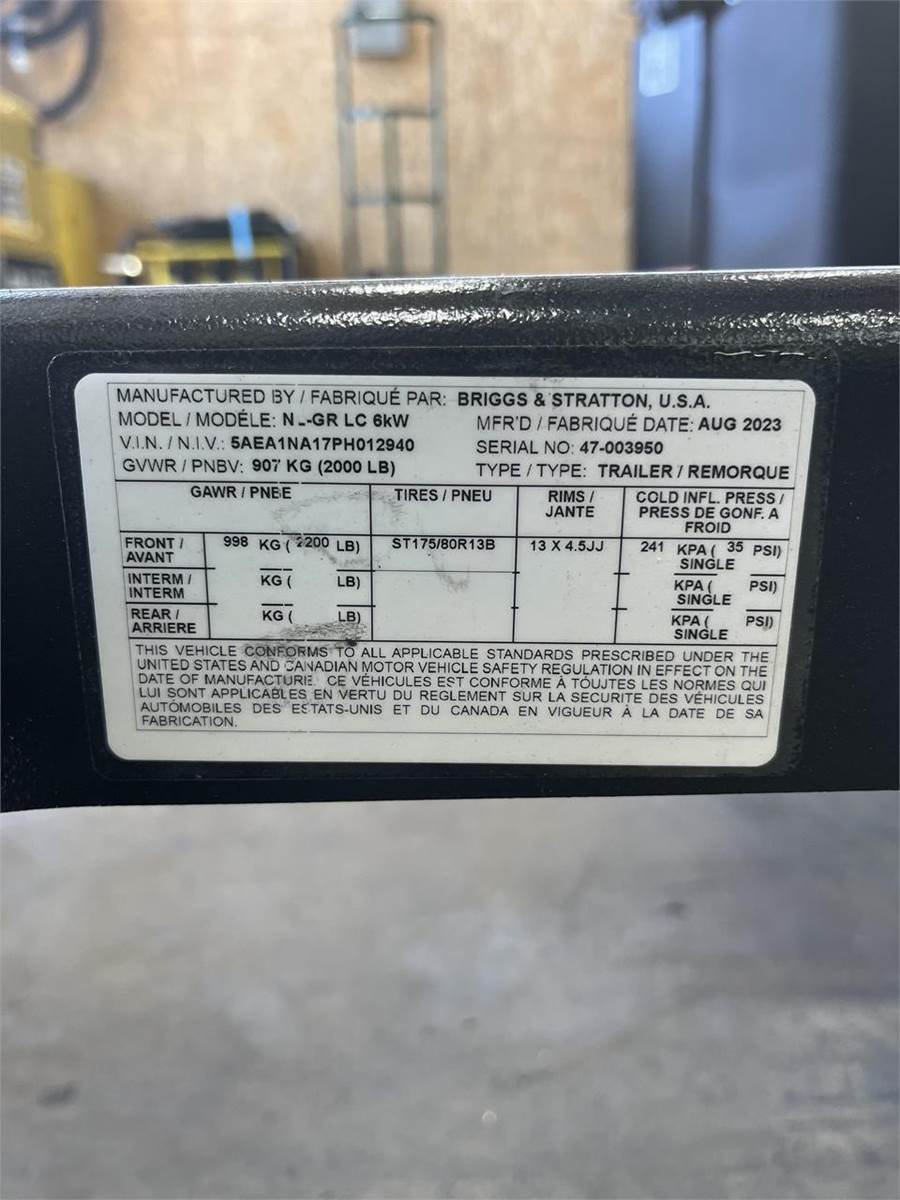 MANUFACTURED BY / FABRIQUÉ PAR: BRIGGS & STRATTON, U.S.A.
MODEL / MODÉLE: -GR LC 6kW MFR'D / FABRIQUÉ DATE: AUG 2023
V.I.N. / N.I.V.: 5AEA1NA17PH012940 SERIAL NO: 47-003950
GVWR / PNBV: 907 KG (2000 LB) TYPE / TYPE: TRAILER / REMORQUE
GAWR / PNBE TIRES / PNEU RIMS / JANTE COLD INFL. PRESS / PRESS DE GONF. A FROID
FRONT / AVANT 998 KG ( 2200 LB) ST175/80R13B 13 X 4.5JJ 241 KPA ( 35 PSI) SINGLE
INTERM / INTERM KG ( LB) KPA ( PSI) SINGLE
REAR / ARRIERE KG ( LB) KPA ( PSI) SINGLE
THIS VEHICLE CONFORMS TO ALL APPLICABLE STANDARDS PRESCRIBED UNDER THE
UNITED STATES AND CANADIAN MOTOR VEHICLE SAFETY REGULATION IN EFFECT ON THE
DATE OF MANUFACTURE. CE VÉHICULES EST CONFORME À TÓUJTES LES NORMES QUI
LUI SONT APPLICABLES EN VERTU DU REGLEMENT SUR LA SECURITE DES VÉHICULES
AUTOMOBILES DES ESTATS-UNIS ET DU CANADA EN VIGUEUR À LA DATE DE SA
FABRICATION.